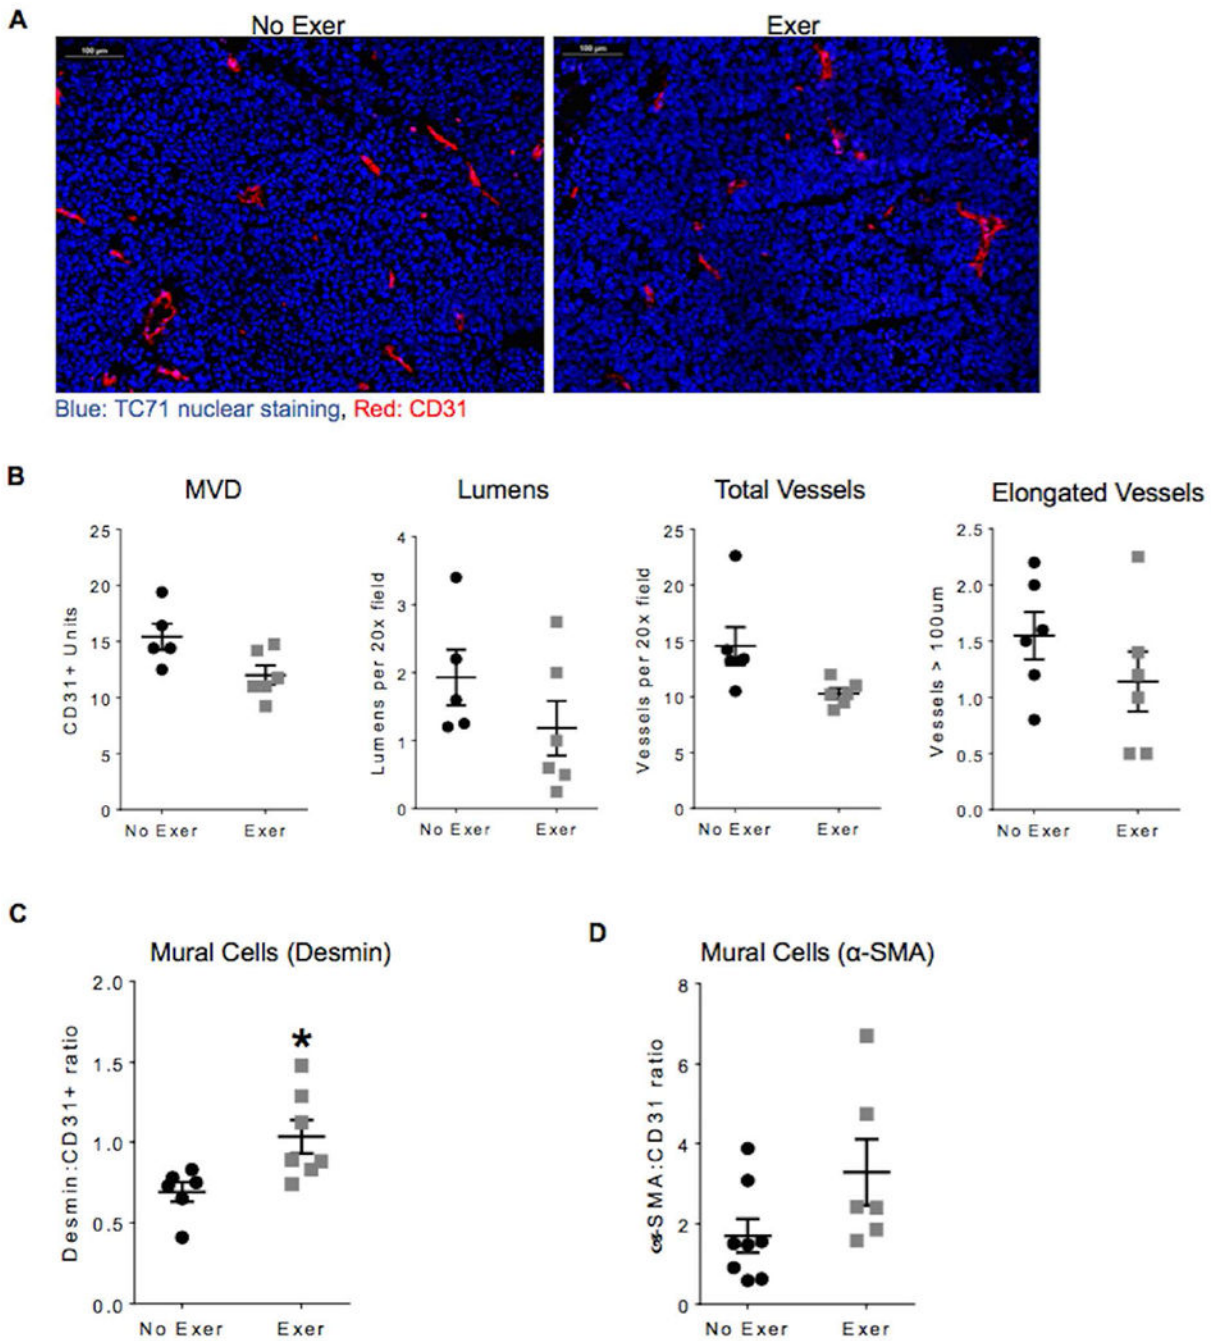 A
No Exer Exer
100 µm 100 µm
Blue: TC71 nuclear staining, Red: CD31
B
MVD Lumens Total Vessels Elongated Vessels
CD31+ Units
25
20
15
10
5
0
No Exer Exer
Lumens per 20x field
4
3
2
1
0
No Exer Exer
Vessels per 20x field
25
20
15
10
5
0
No Exer Exer
Vessels > 100um
2.5
2.0
1.5
1.0
0.5
0.0
No Exer Exer
C
Mural Cells (Desmin)
Desmin:CD31+ ratio
2.0
1.5
1.0
0.5
0.0
*
No Exer Exer
D
Mural Cells (α-SMA)
α-SMA:CD31 ratio
8
6
4
2
0
No Exer Exer